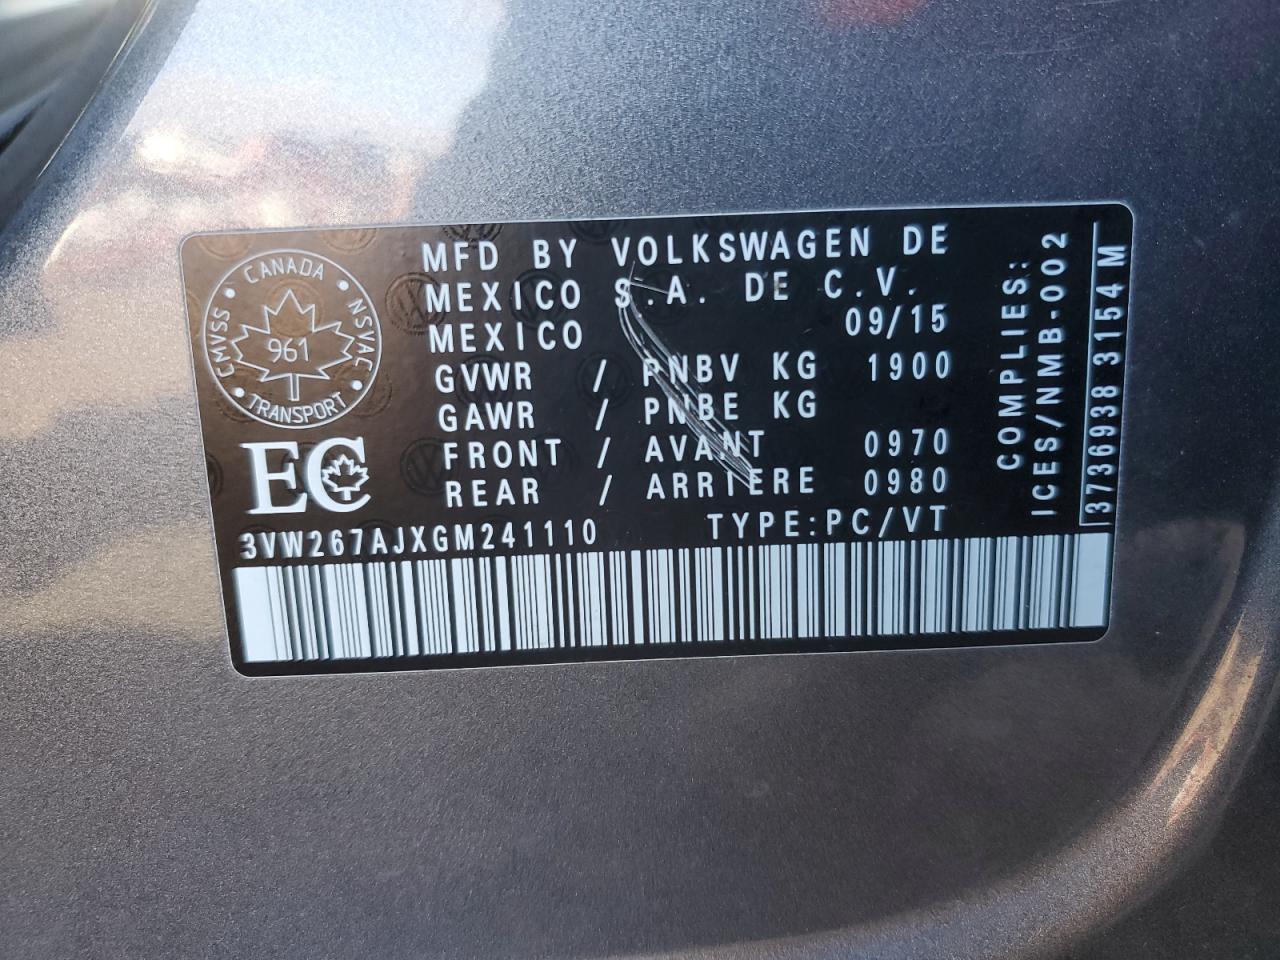 CANADA
CMVSS
NSVAC
961
TRANSPORT
EC
MFD BY VOLKSWAGEN DE
MEXICO S.A. DE C.V.
MEXICO 09/15
GVWR / PNBV KG 1900
GAWR / PNBE KG
FRONT / AVANT 0970
REAR / ARRIERE 0980
3VW267AJXGM241110 TYPE:PC/VT
COMPLIES:
ICES/NMB-002
3736938 3154 M